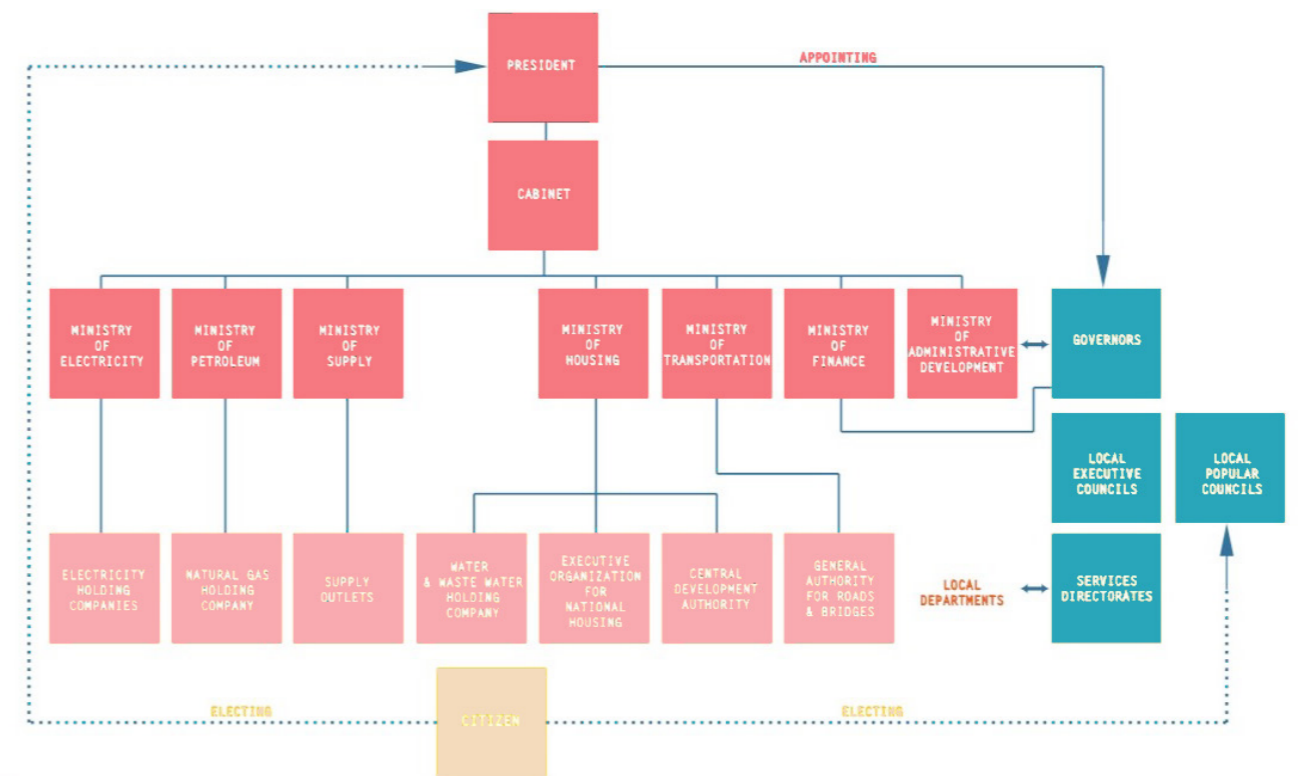 PRESIDENT
APPOINTING
CABINET
MINISTRY
OF
ELECTRICITY
MINISTRY
OF
PETROLEUM
MINISTRY
OF
SUPPLY
MINISTRY
OF
HOUSING
MINISTRY
OF
TRANSPORTATION
MINISTRY
OF
FINANCE
MINISTRY
OF
ADMINISTRATIVE
DEVELOPMENT
GOVERNORS
LOCAL
EXECUTIVE
COUNCILS
LOCAL
POPULAR
COUNCILS
ELECTRICITY
HOLDING
COMPANIES
NATURAL GAS
HOLDING
COMPANY
SUPPLY
OUTLETS
WATER
& WASTE WATER
HOLDING
COMPANY
EXECUTIVE
ORGANIZATION
FOR
NATIONAL
HOUSING
CENTRAL
DEVELOPMENT
AUTHORITY
GENERAL
AUTHORITY
FOR ROADS
& BRIDGES
LOCAL
DEPARTMENTS
SERVICES
DIRECTORATES
ELECTING
CITIZEN
ELECTING